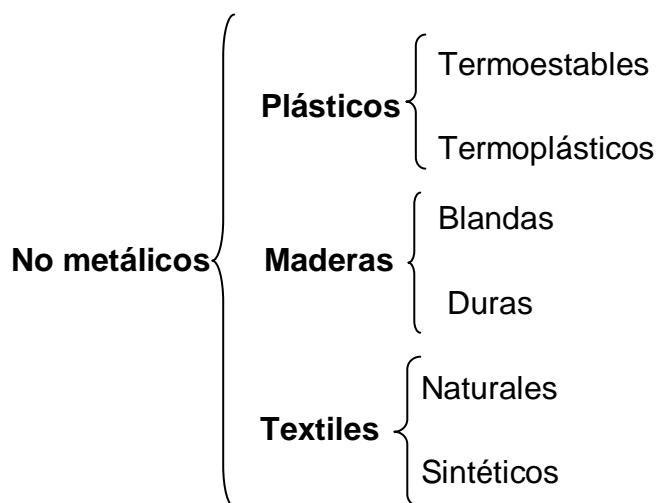 No metálicos
Plásticos
Termoestables
Termoplásticos
Maderas
Blandas
Duras
Textiles
Naturales
Sintéticos